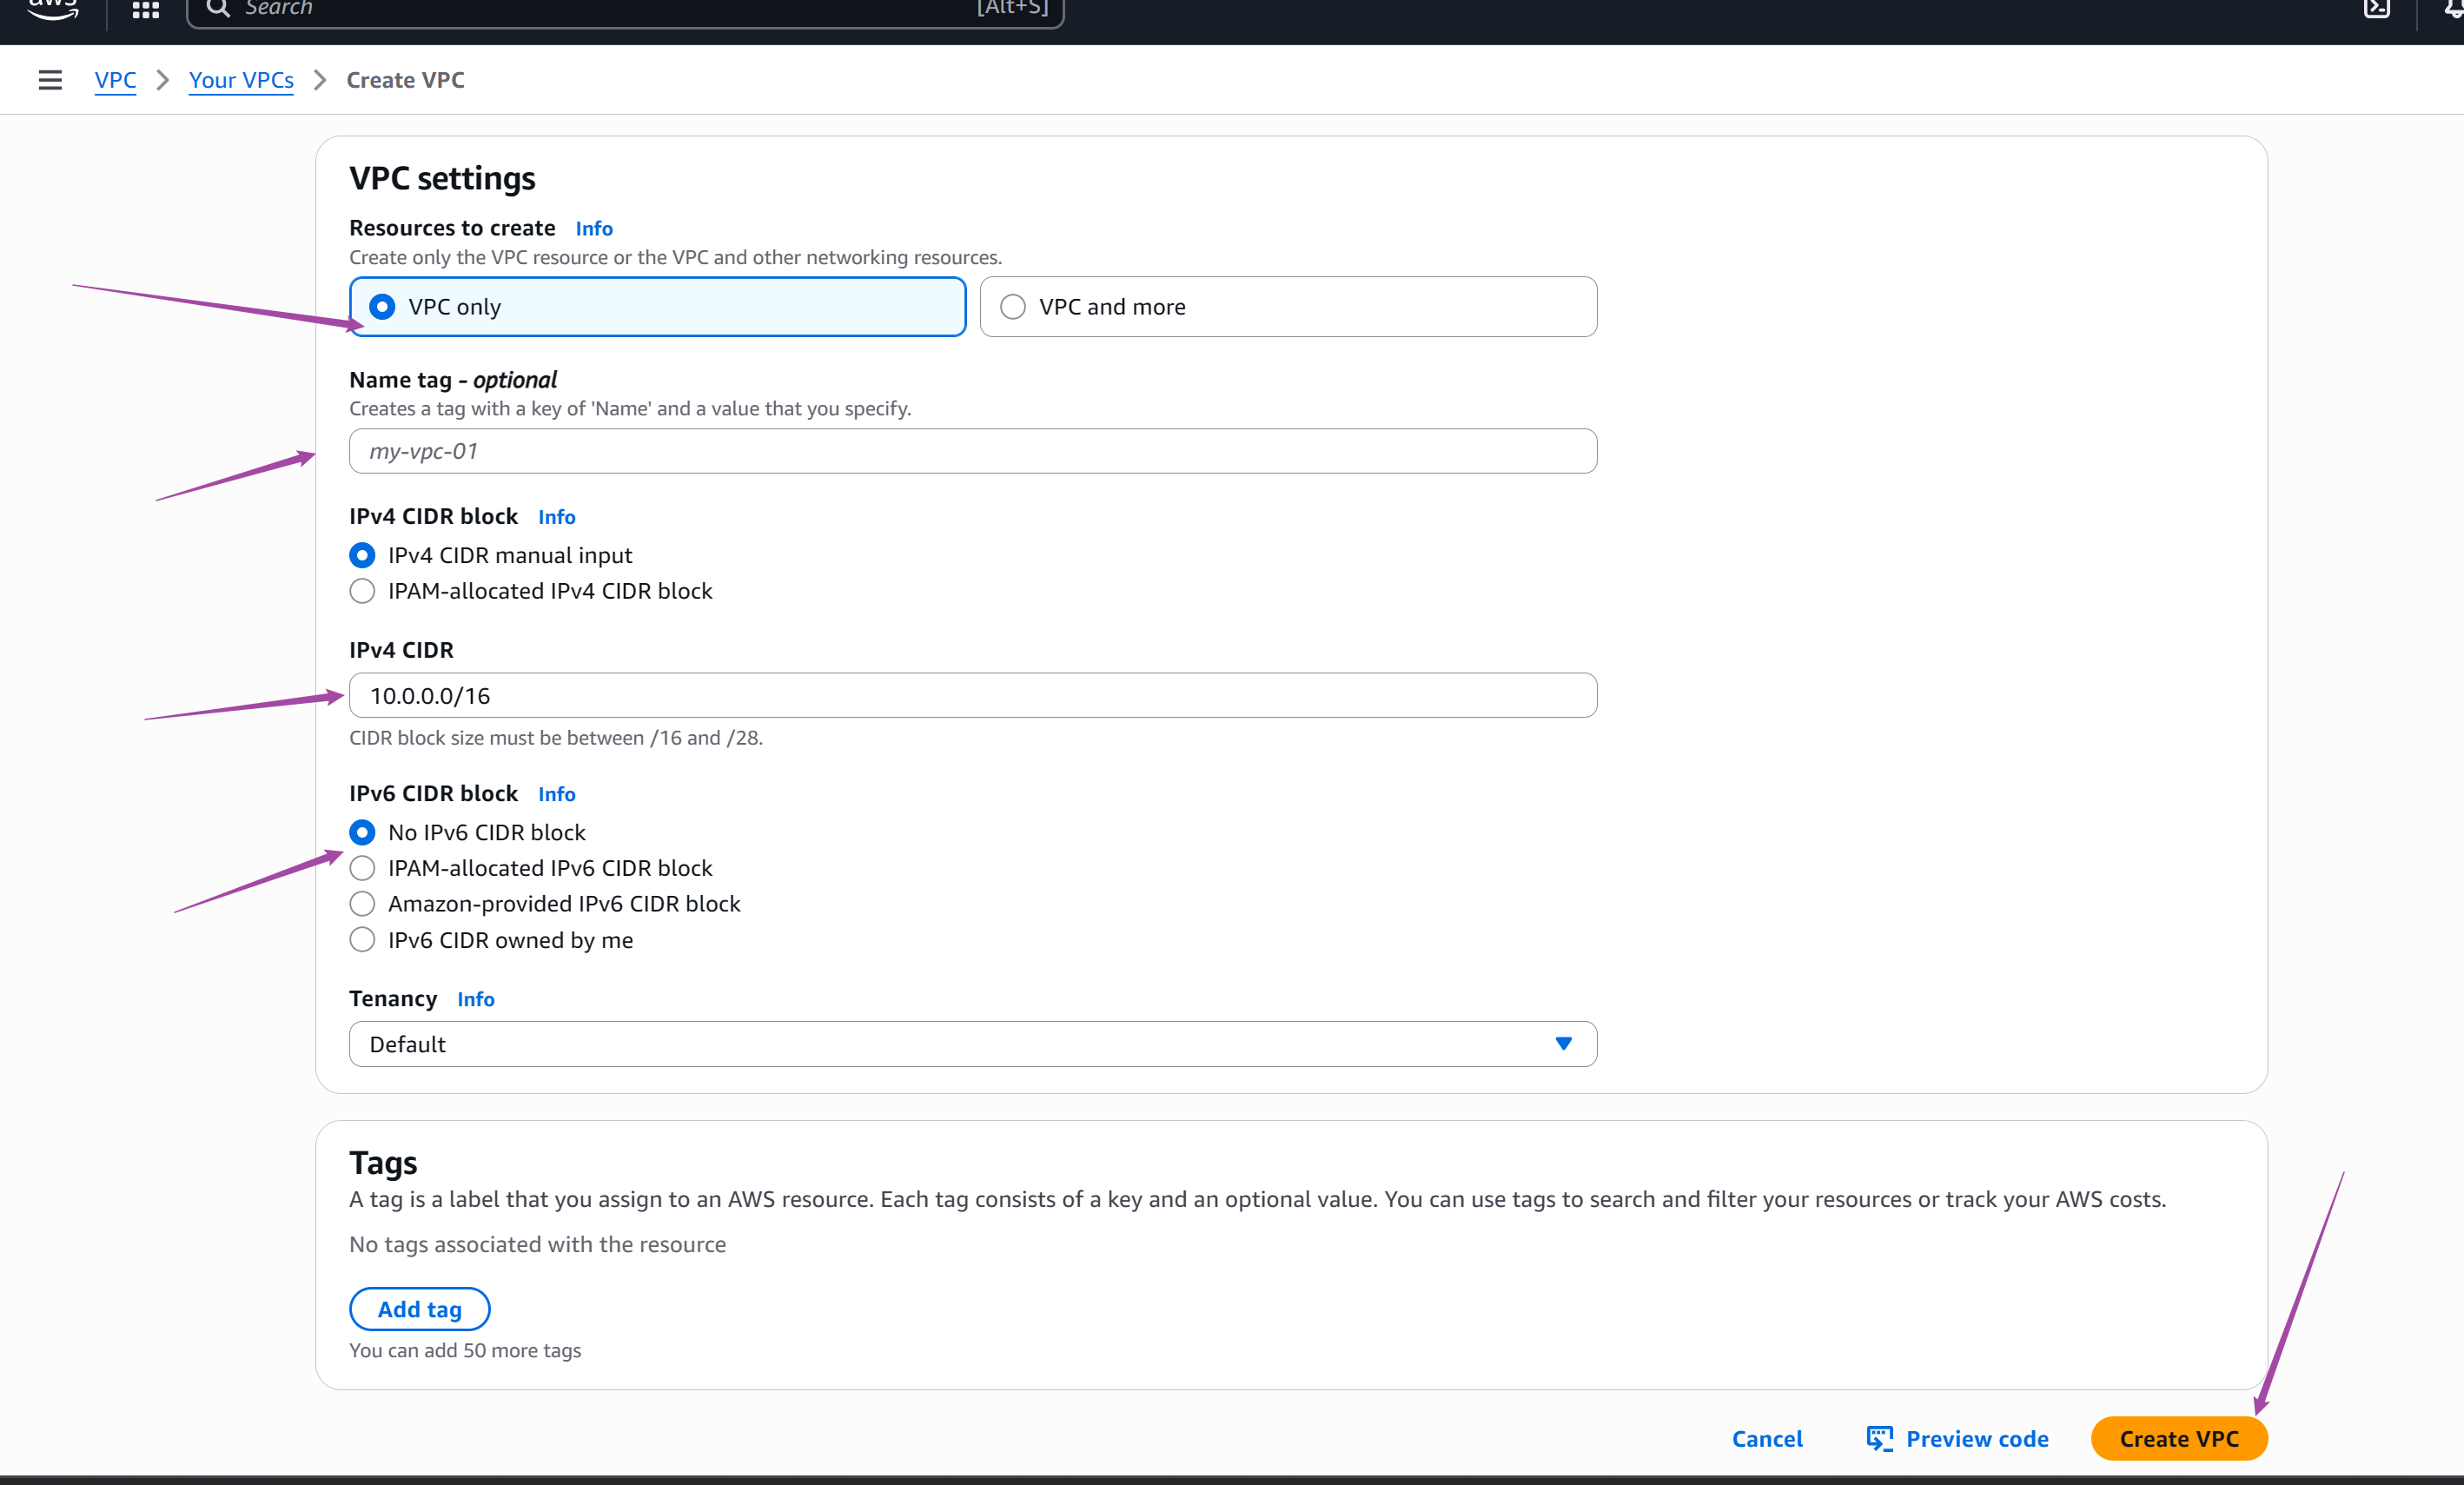 aws
Search
[Alt+S]
VPC
Your VPCs
Create VPC
VPC settings
Resources to create Info
Create only the VPC resource or the VPC and other networking resources.
VPC only
VPC and more
Name tag - optional
Creates a tag with a key of 'Name' and a value that you specify.
my-vpc-01
IPv4 CIDR block Info
IPv4 CIDR manual input
IPAM-allocated IPv4 CIDR block
IPv4 CIDR
10.0.0.0/16
CIDR block size must be between /16 and /28.
IPv6 CIDR block Info
No IPv6 CIDR block
IPAM-allocated IPv6 CIDR block
Amazon-provided IPv6 CIDR block
IPv6 CIDR owned by me
Tenancy Info
Default
Tags
A tag is a label that you assign to an AWS resource. Each tag consists of a key and an optional value. You can use tags to search and filter your resources or track your AWS costs.
No tags associated with the resource
Add tag
You can add 50 more tags
Cancel
Preview code
Create VPC